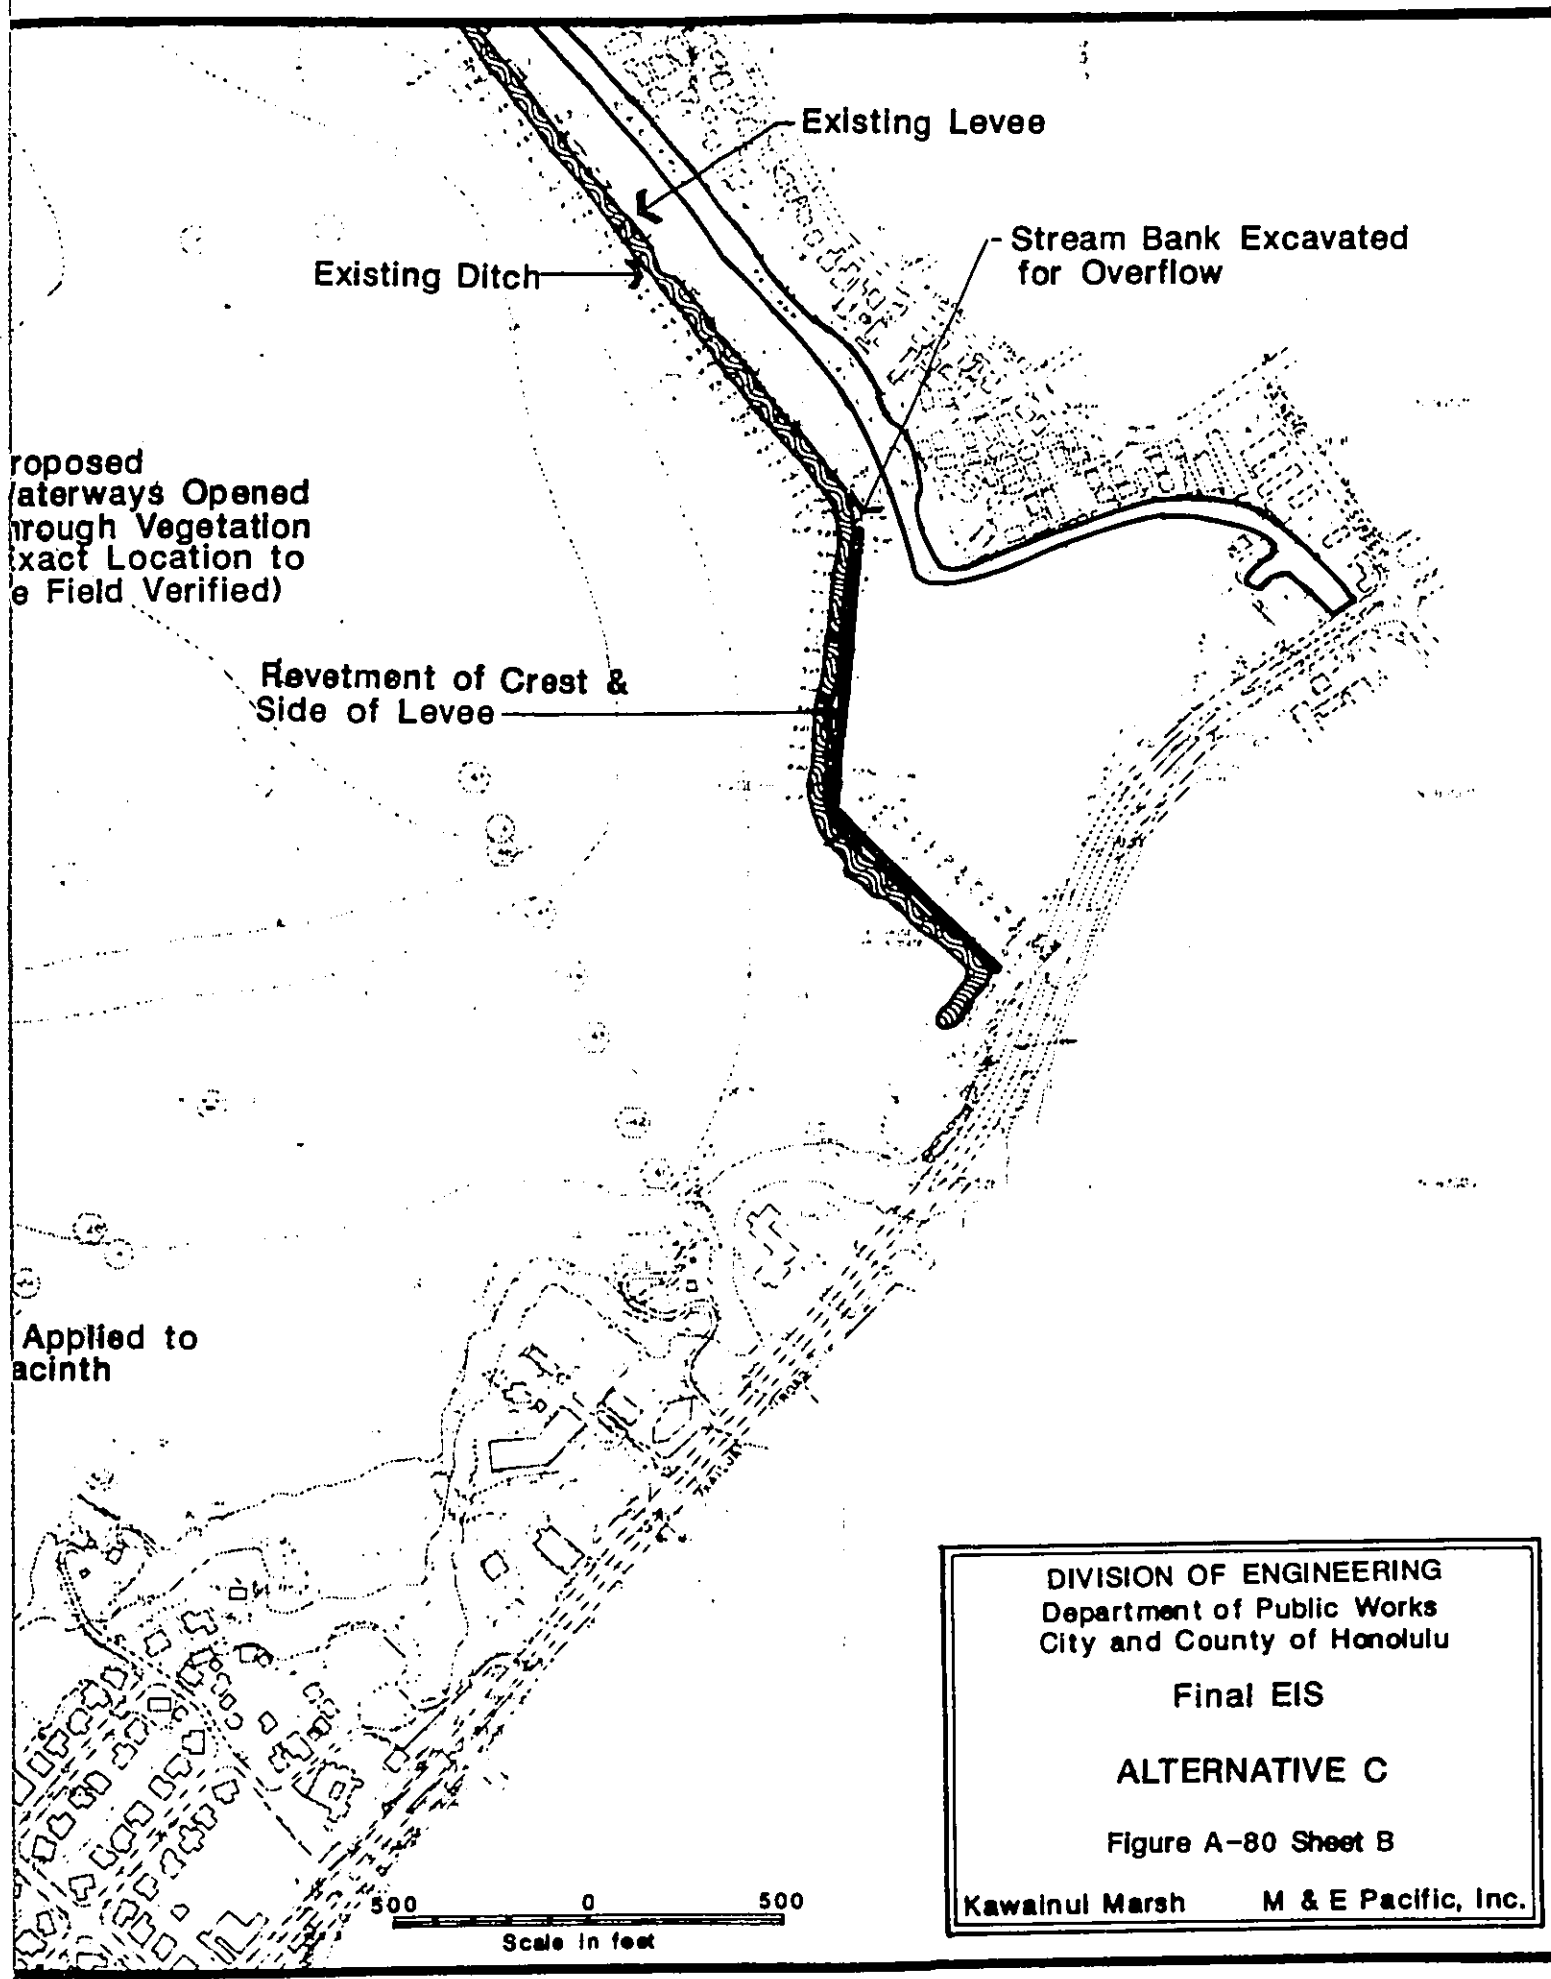 Existing Levee
- Stream Bank Excavated
for Overflow
Existing Ditch
roposed
aterways Opened
rough Vegetation
xact Location to
e Field Verified)
Revetment of Crest &
Side of Levee
Applied to
acinth
500 0 500
Scale in feet
DIVISION OF ENGINEERING
Department of Public Works
City and County of Honolulu
Final EIS
ALTERNATIVE C
Figure A-80 Sheet B
Kawainui Marsh M & E Pacific, Inc.